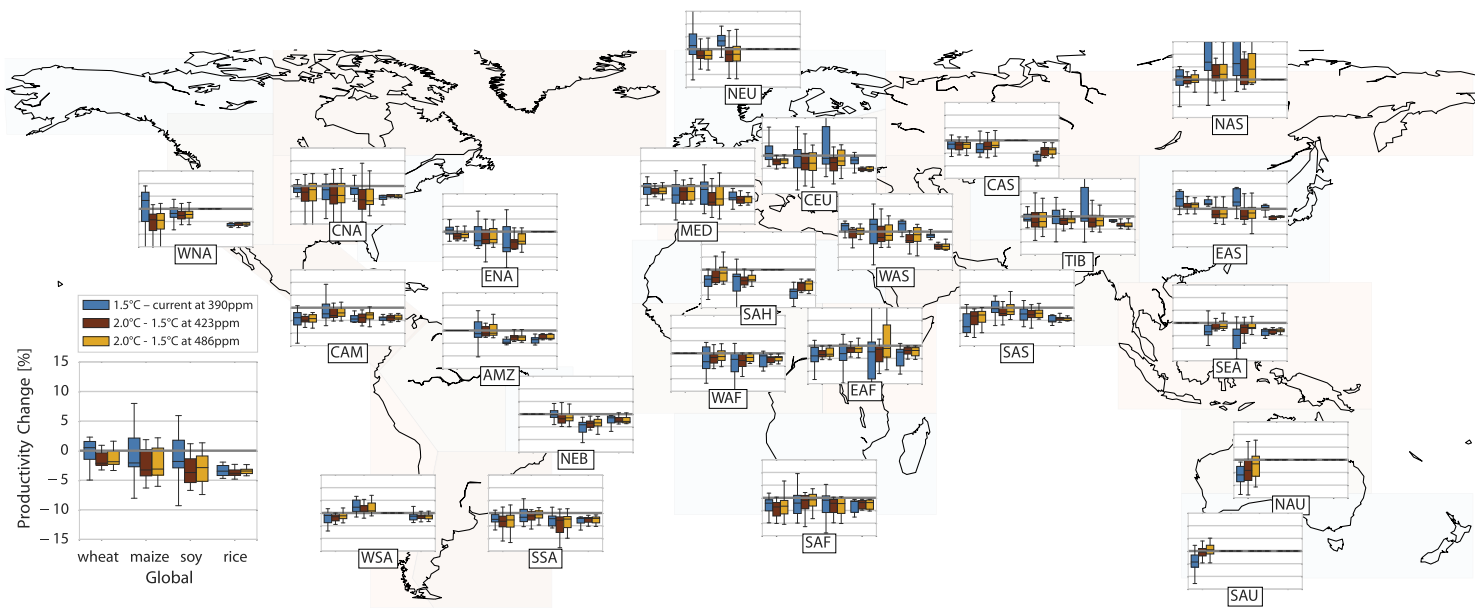 NEU
NAS
CEU
CAS
WNA
CNA
MED
ENA
WAS
TIB
EAS
1.5°C – current at 390ppm
2.0°C - 1.5°C at 423ppm
2.0°C - 1.5°C at 486ppm
CAM
SAH
SAS
SEA
AMZ
WAF
EAF
Productivity Change [%]
15
10
5
0
−5
−10
−15
wheat maize soy rice
Global
NEB
WSA
SSA
SAF
NAU
SAU